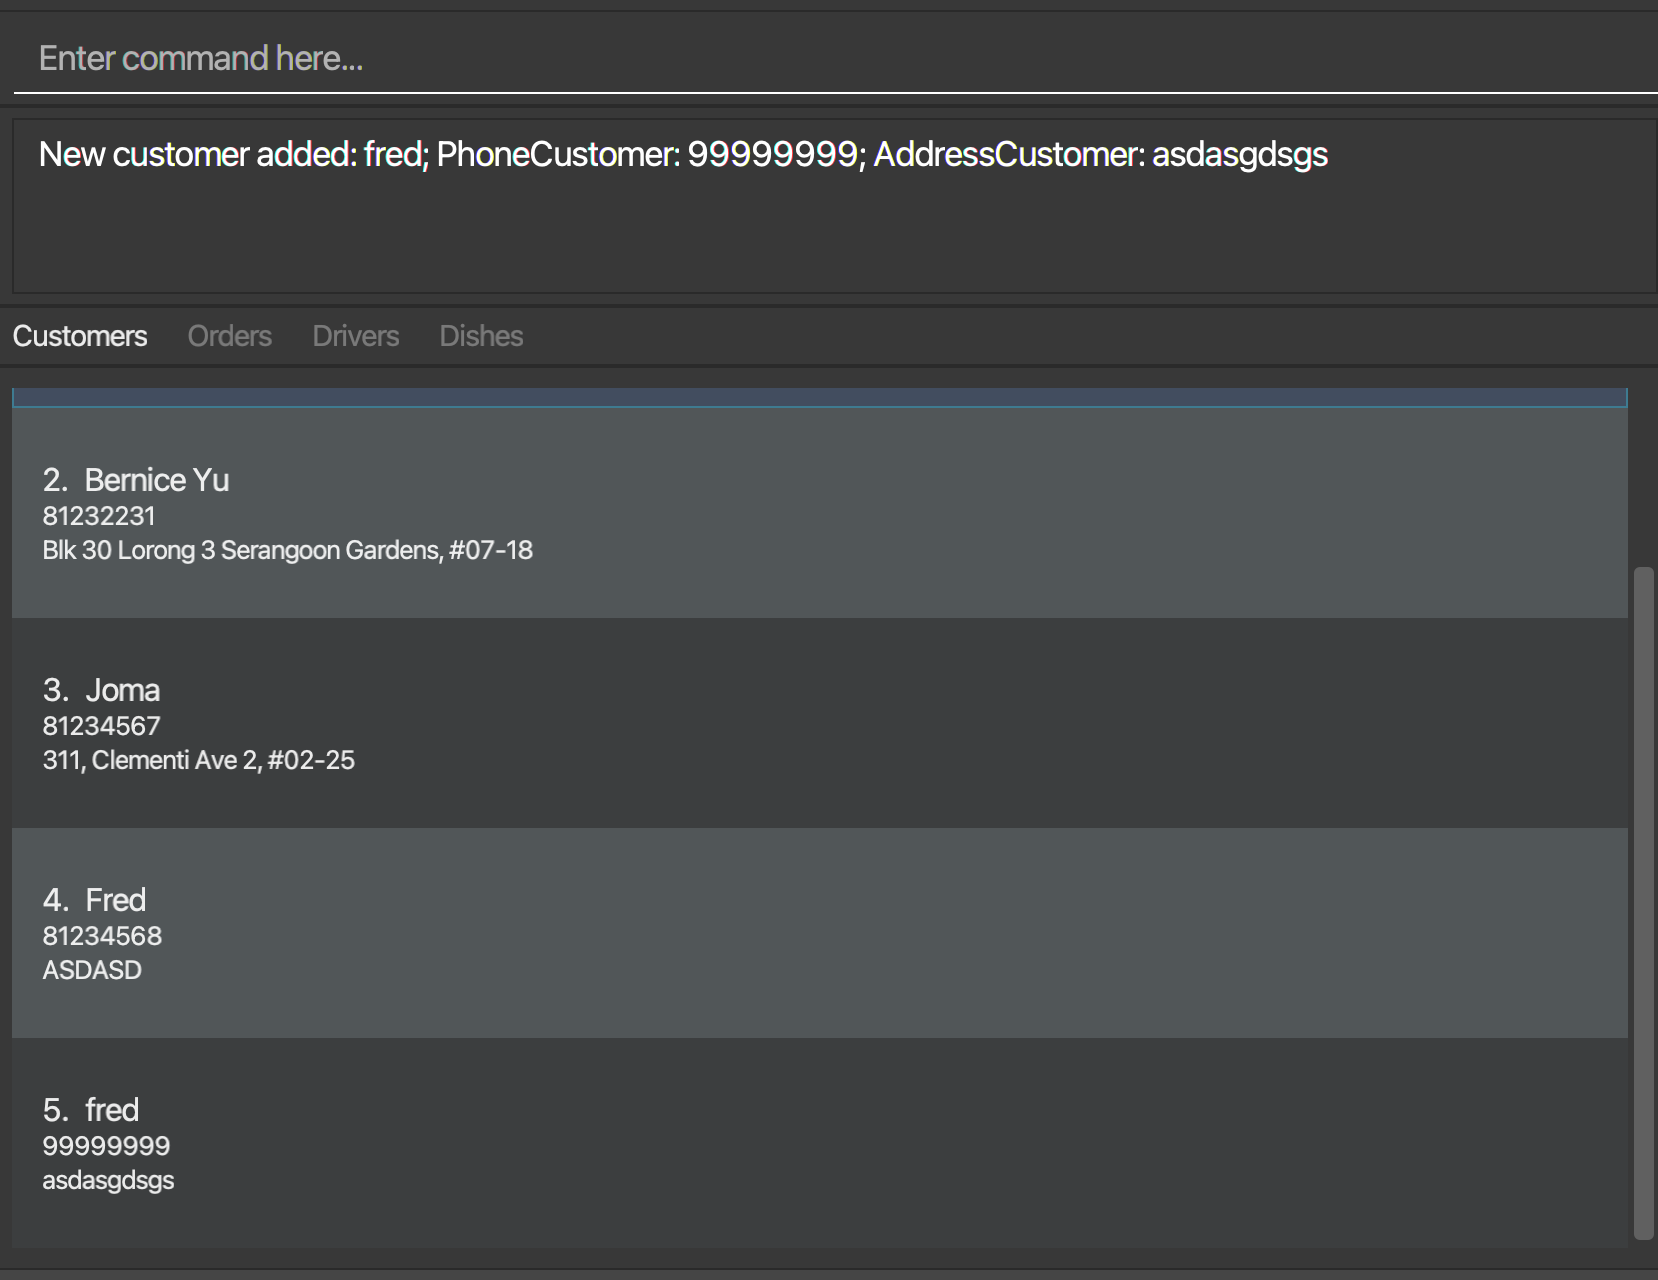 Enter command here...
New customer added: fred; PhoneCustomer: 99999999; AddressCustomer: asdasgdsgs
Customers Orders Drivers Dishes
2. Bernice Yu
81232231
Blk 30 Lorong 3 Serangoon Gardens, #07-18
3. Joma
81234567
311, Clementi Ave 2, #02-25
4. Fred
81234568
ASDASD
5. fred
99999999
asdasgdsgs